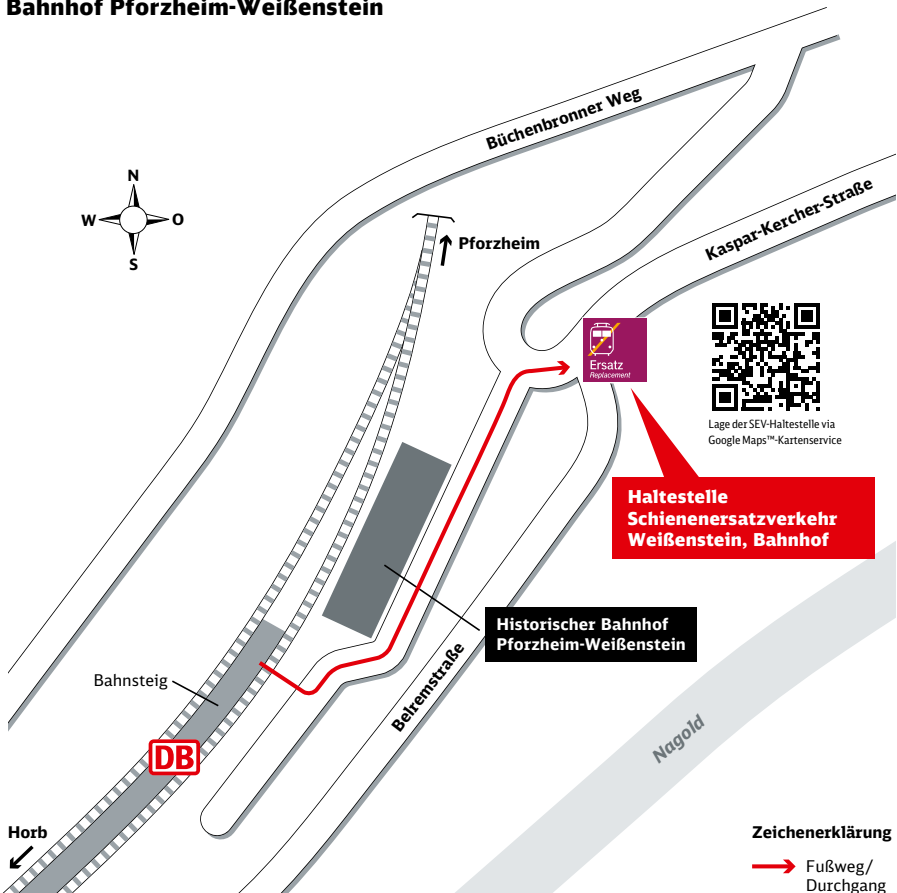 Bahnhof Pforzheim-Weißenstein
Büchenbronner Weg
N
W
O
S
Pforzheim
Kaspar-Kercher-Straße
Ersatz
Replacement
Lage der SEV-Haltestelle via
Google Maps™-Kartenservice
Haltestelle
Schienenersatzverkehr
Weißenstein, Bahnhof
Historischer Bahnhof
Pforzheim-Weißenstein
Bahnsteig
Belremstraße
Nagold
DB
Horb
Zeichenerklärung
Fußweg/
Durchgang